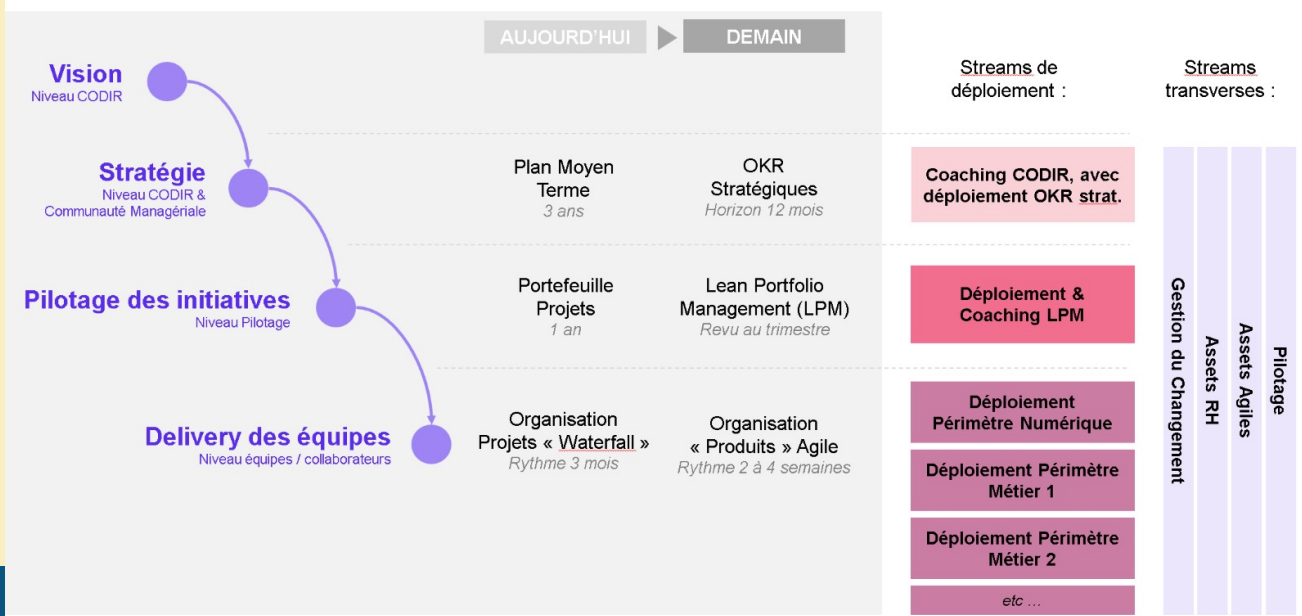 AUJOURD'HUI
DEMAIN
Streams de
déploiement :
Streams
transverses :
Vision
Niveau CODIR
Stratégie
Niveau CODIR &
Communauté Managériale
Plan Moyen
Terme
3 ans
OKR
Stratégiques
Horizon 12 mois
Coaching CODIR, avec
déploiement OKR strat.
Pilotage des initiatives
Niveau Pilotage
Portefeuille
Projets
1 an
Lean Portfolio
Management (LPM)
Revu au trimestre
Déploiement &
Coaching LPM
Delivery des équipes
Niveau équipes / collaborateurs
Organisation
Projets « Waterfall »
Rythme 3 mois
Organisation
« Produits » Agile
Rythme 2 à 4 semaines
Déploiement
Périmètre Numérique
Déploiement Périmètre
Métier 1
Déploiement Périmètre
Métier 2
etc ...
Gestion du Changement
Assets RH
Assets Agiles
Pilotage